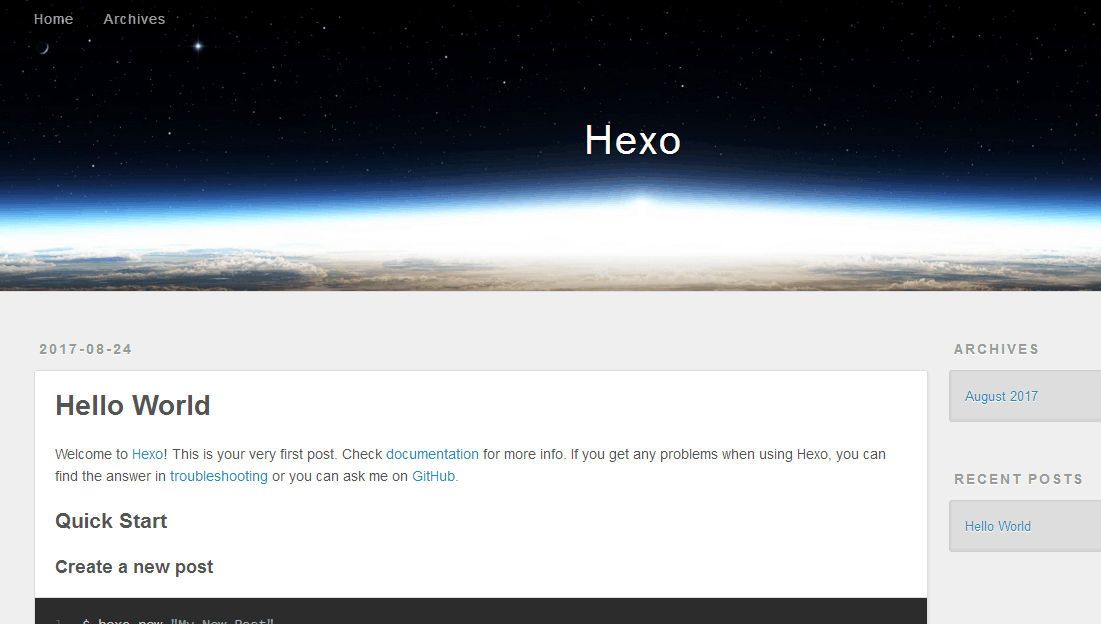 Home Archives
Hexo
2017-08-24
Hello World
Welcome to Hexo! This is your very first post. Check documentation for more info. If you get any problems when using Hexo, you can
find the answer in troubleshooting or you can ask me on GitHub.
Quick Start
Create a new post
1 $ hexo new "My New Post"
ARCHIVES
August 2017
RECENT POSTS
Hello World